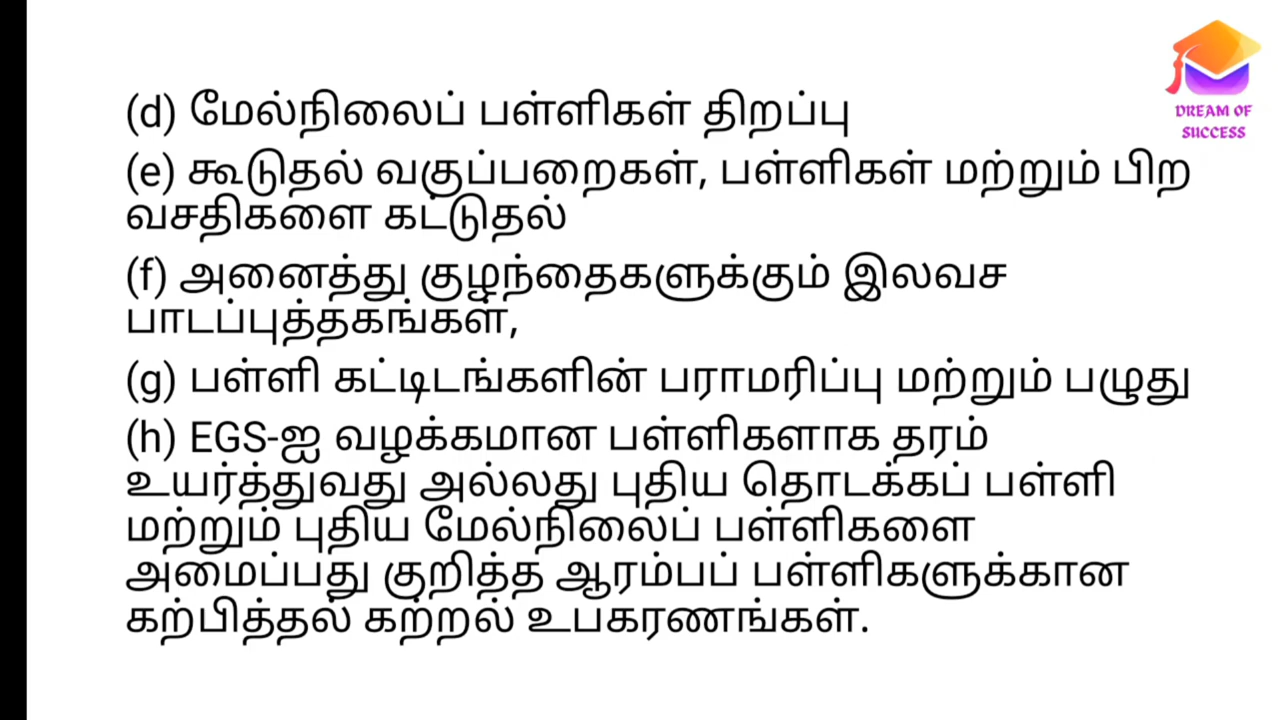 DREAM OF
SUCCESS
(d) மேல்நிலைப் பள்ளிகள் திறப்பு
(e) கூடுதல் வகுப்பறைகள், பள்ளிகள் மற்றும் பிற
வசதிகளை கட்டுதல்
(f) அனைத்து குழந்தைகளுக்கும் இலவச
பாடப்புத்தகங்கள்,
(g) பள்ளி கட்டிடங்களின் பராமரிப்பு மற்றும் பழுது
(h) EGS-ஐ வழக்கமான பள்ளிகளாக தரம்
உயர்த்துவது அல்லது புதிய தொடக்கப் பள்ளி
மற்றும் புதிய மேல்நிலைப் பள்ளிகளை
அமைப்பது குறித்த ஆரம்பப் பள்ளிகளுக்கான
கற்பித்தல் கற்றல் உபகரணங்கள்.